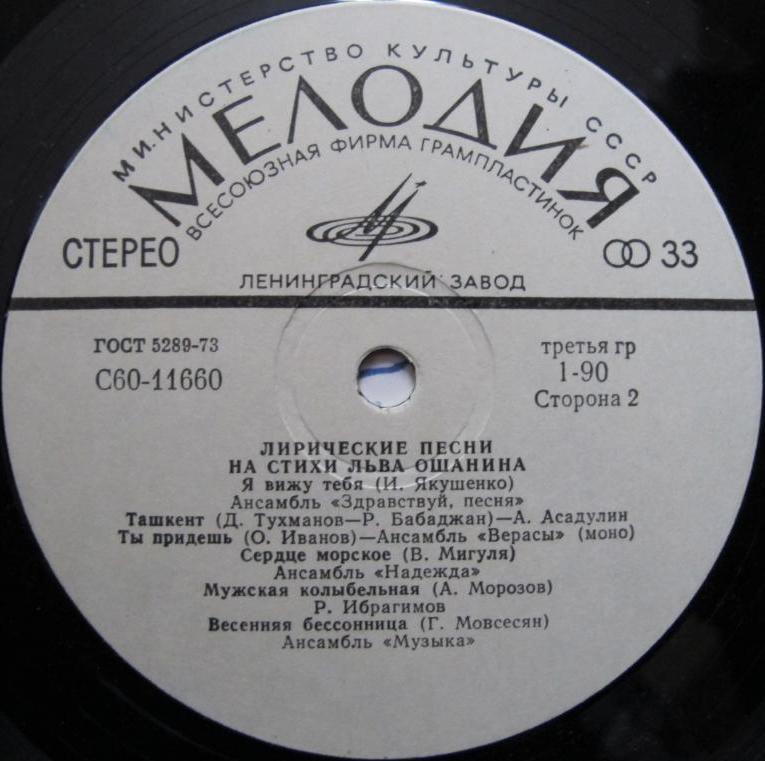 МИНИСТЕРСТВО КУЛЬТУРЫ СССР
МЕЛОДИЯ
ВСЕСОЮЗНАЯ ФИРМА ГРАМПЛАСТИНОК
СТЕРЕО
33
ЛЕНИНГРАДСКИЙ ЗАВОД
ГОСТ 5289-73
С60-11660
третья гр
1-90
Сторона 2
ЛИРИЧЕСКИЕ ПЕСНИ
НА СТИХИ ЛЬВА ОШАНИНА
Я вижу тебя (И. Якушенко)
Ансамбль «Здравствуй, песня»
Ташкент (Д. Тухманов—Р. Бабаджан)—А. Асадулин
Ты придешь (О. Иванов)—Ансамбль «Верасы» (моно)
Сердце морское (В. Мигуля)
Ансамбль «Надежда»
Мужская колыбельная (А. Морозов)
Р. Ибрагимов
Весенняя бессонница (Г. Мовсесян)
Ансамбль «Музыка»